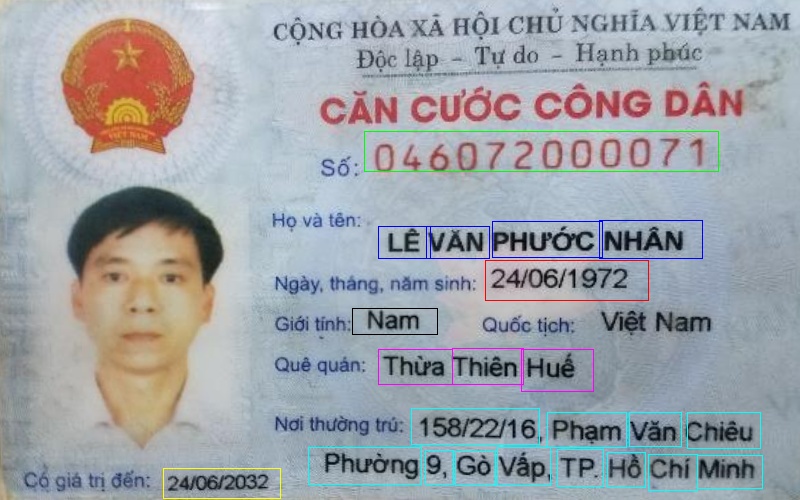 CỘNG HÒA XÃ HỘI CHỦ NGHĨA VIỆT NAM
Độc lập - Tự do - Hạnh phúc
CĂN CƯỚC CÔNG DÂN
Số: 046072000071
Họ và tên:
LÊ VĂN PHƯỚC NHÂN
Ngày, tháng, năm sinh: 24/06/1972
Giới tính: Nam Quốc tịch: Việt Nam
Quê quán: Thừa Thiên Huế
Nơi thường trú: 158/22/16, Phạm Văn Chiêu
Phường 9, Gò Vấp, TP. Hồ Chí Minh
Có giá trị đến: 24/06/2032
VIỆT NAM